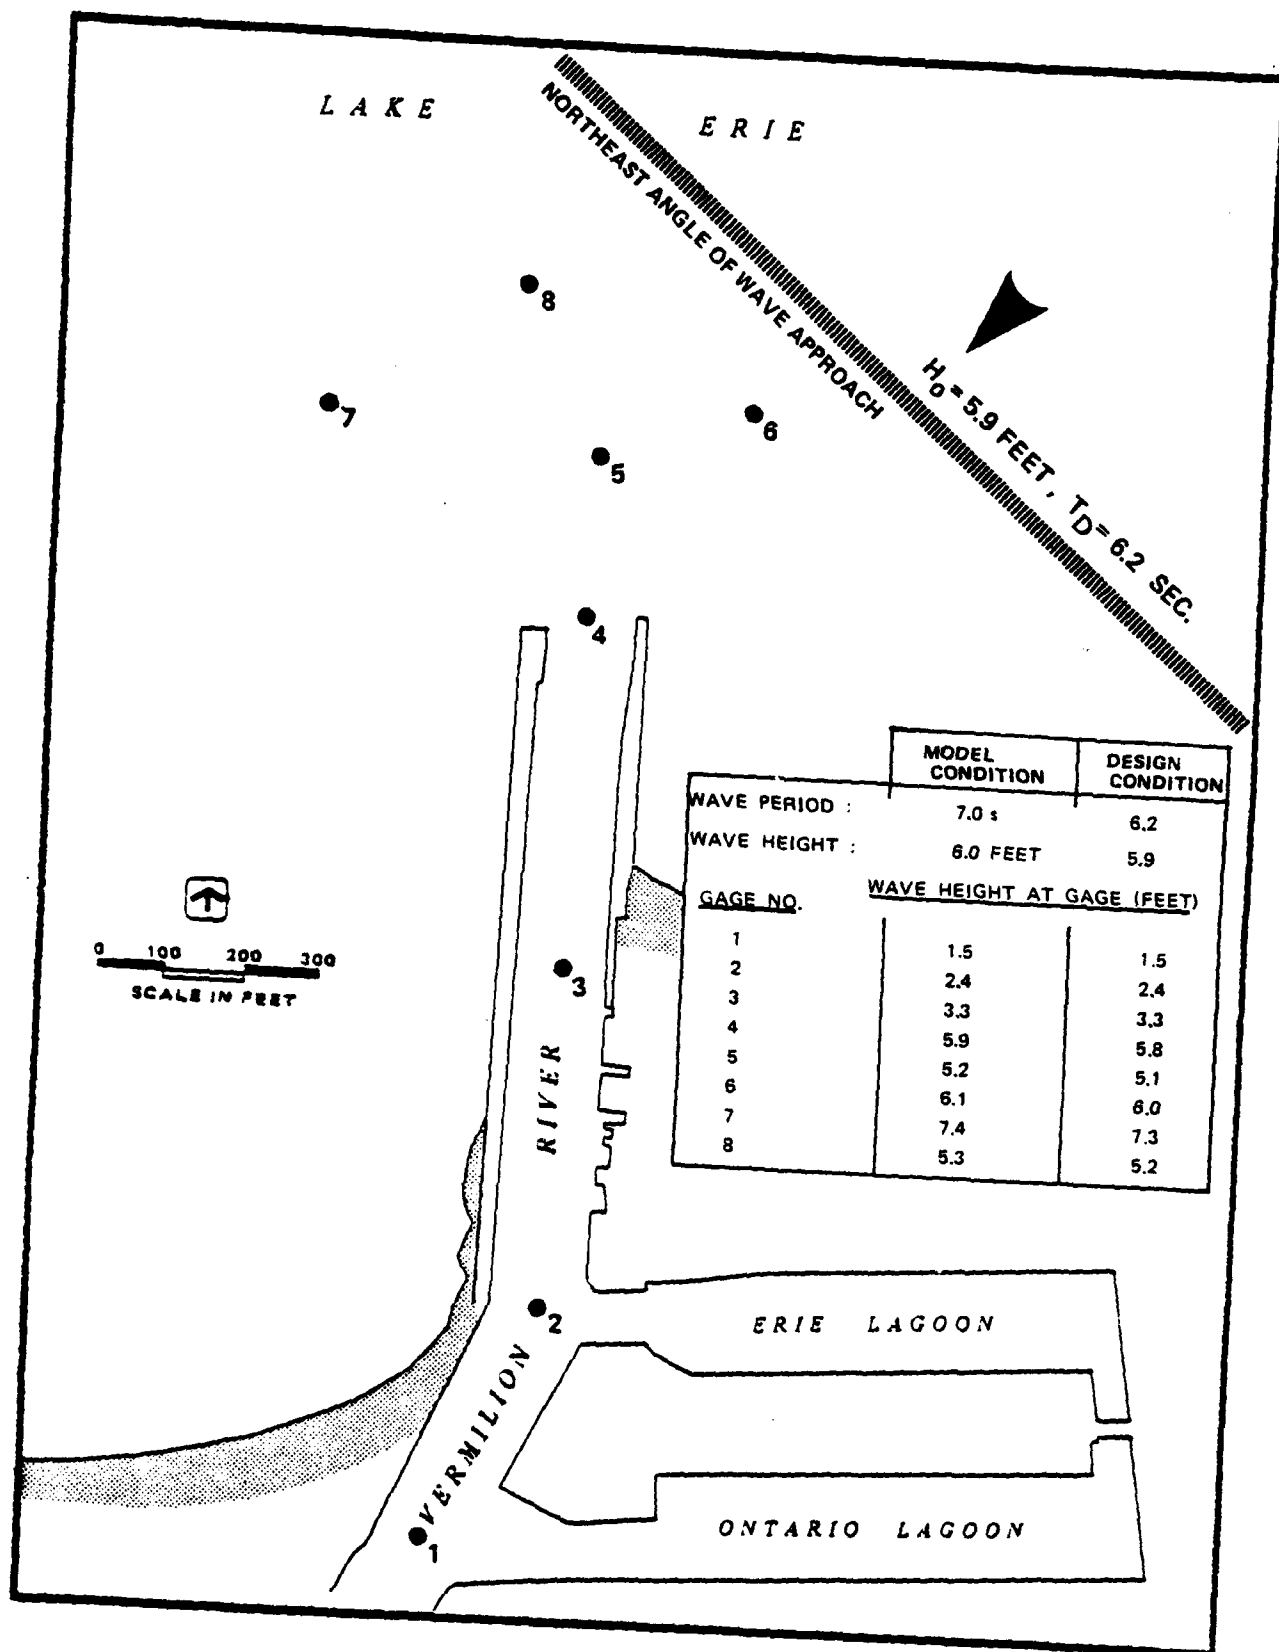 LAKE ERIE
NORTHEAST ANGLE OF WAVE APPROACH
H₀ = 5.9 FEET, T_D = 6.2 SEC.
8
7
6
5
4
MODEL CONDITION DESIGN CONDITION
WAVE PERIOD : 7.0 s 6.2
WAVE HEIGHT : 6.0 FEET 5.9
GAGE NO. WAVE HEIGHT AT GAGE (FEET)
1 1.5 1.5
2 2.4 2.4
3 3.3 3.3
4 5.9 5.8
5 5.2 5.1
6 6.1 6.0
7 7.4 7.3
8 5.3 5.2
0 100 200 300
SCALE IN FEET
3
RIVER
2
ERIE LAGOON
VERMILION
ONTARIO LAGOON
1